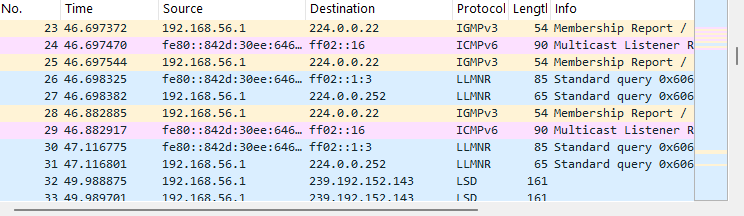 No. Time Source Destination Protocol Lengtl Info
23 46.697372 192.168.56.1 224.0.0.22 IGMPv3 54 Membership Report /
24 46.697470 fe80::842d:30ee:646… ff02::16 ICMPv6 90 Multicast Listener R
25 46.697544 192.168.56.1 224.0.0.22 IGMPv3 54 Membership Report /
26 46.698325 fe80::842d:30ee:646… ff02::1:3 LLMNR 85 Standard query 0x606
27 46.698382 192.168.56.1 224.0.0.252 LLMNR 65 Standard query 0x606
28 46.882885 192.168.56.1 224.0.0.22 IGMPv3 54 Membership Report /
29 46.882917 fe80::842d:30ee:646… ff02::16 ICMPv6 90 Multicast Listener R
30 47.116775 fe80::842d:30ee:646… ff02::1:3 LLMNR 85 Standard query 0x606
31 47.116801 192.168.56.1 224.0.0.252 LLMNR 65 Standard query 0x606
32 49.988875 192.168.56.1 239.192.152.143 LSD 161
33 49.989701 192.168.56.1 239.192.152.143 LSD 161